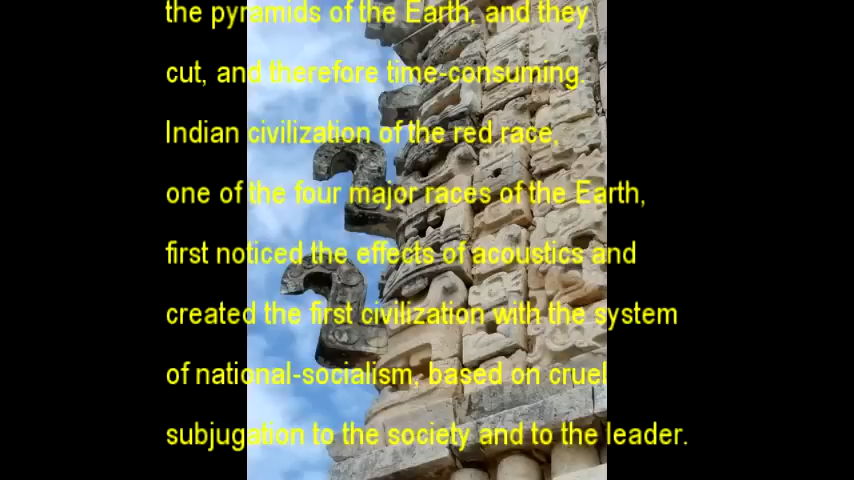 the pyramids of the Earth, and they
cut, and therefore time-consuming.
Indian civilization of the red race,
one of the four major races of the Earth,
first noticed the effects of acoustics and
created the first civilization with the system
of national-socialism, based on cruel
subjugation to the society and to the leader.